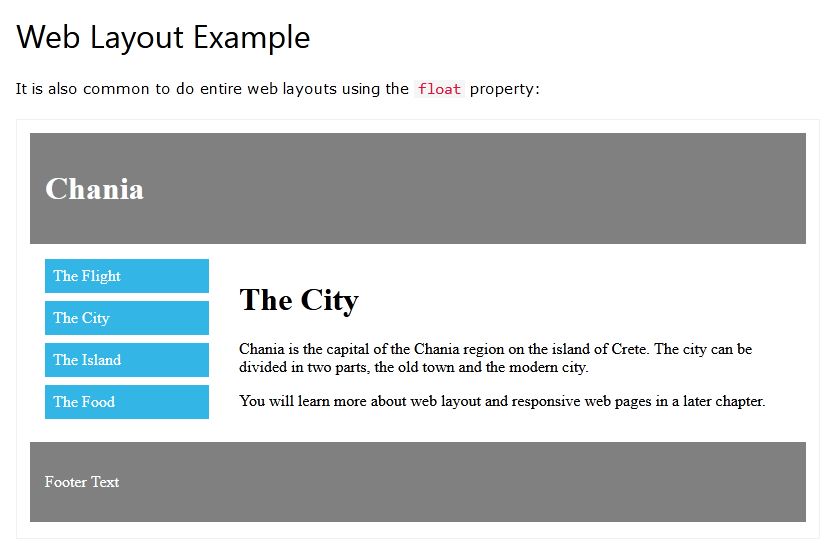 Web Layout Example
It is also common to do entire web layouts using the float property:
Chania
The Flight
The City
The Island
The Food
The City
Chania is the capital of the Chania region on the island of Crete. The city can be
divided in two parts, the old town and the modern city.
You will learn more about web layout and responsive web pages in a later chapter.
Footer Text